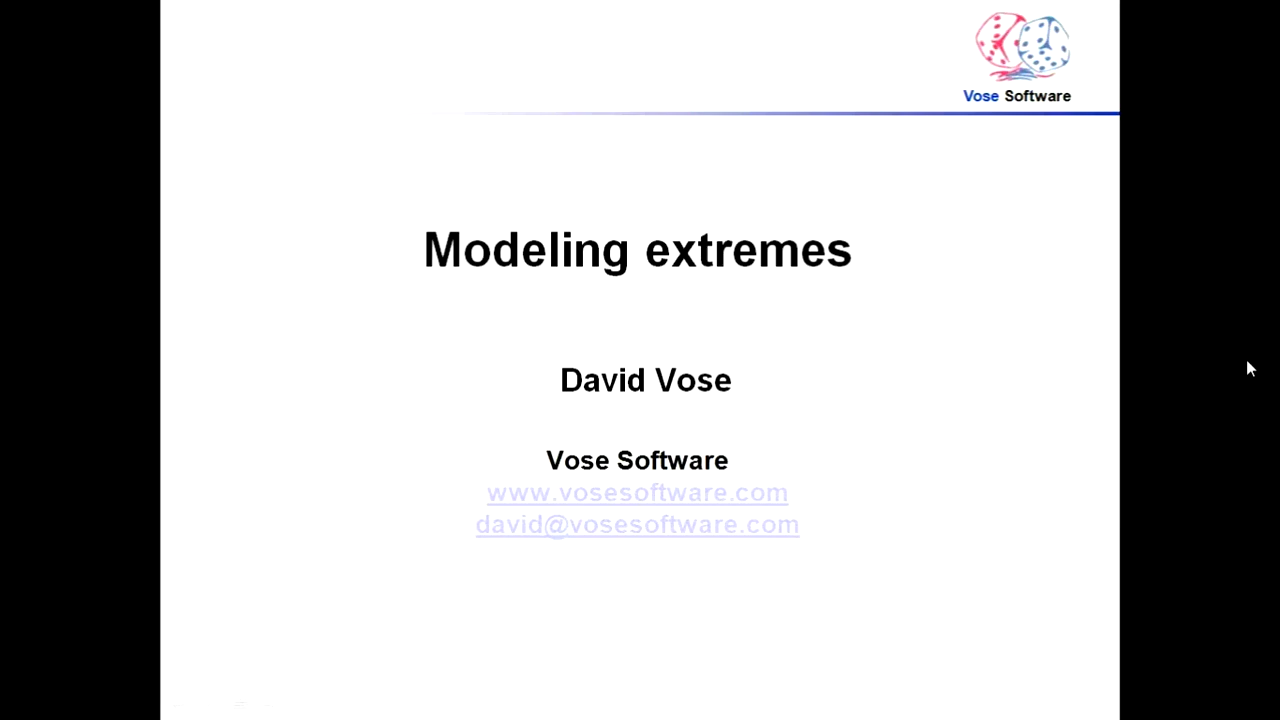 Vose Software
Modeling extremes
David Vose
Vose Software
www.vosesoftware.com
david@vosesoftware.com